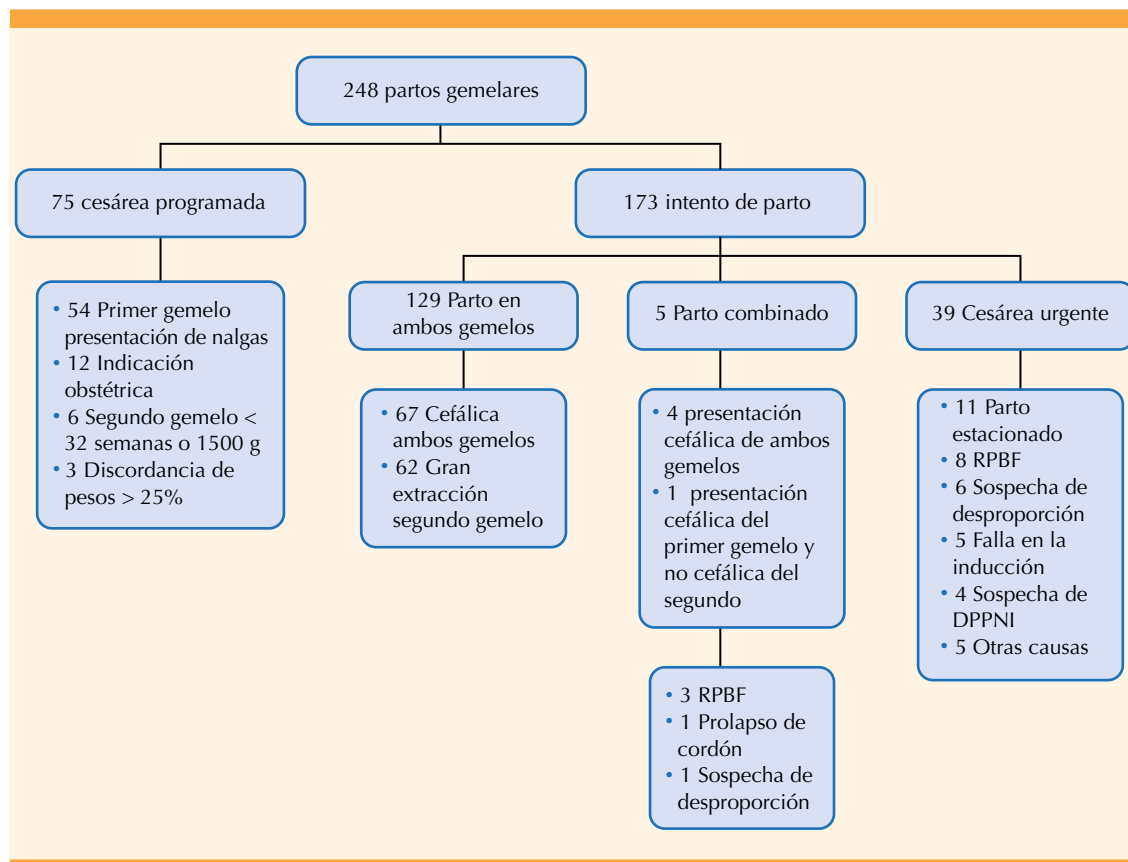 248 partos gemelares
75 cesárea programada
173 intento de parto
• 54 Primer gemelo
presentación de nalgas
• 12 Indicación
obstétrica
• 6 Segundo gemelo <
32 semanas o 1500 g
• 3 Discordancia de
pesos > 25%
129 Parto en
ambos gemelos
5 Parto combinado
39 Cesárea urgente
• 67 Cefálica
ambos gemelos
• 62 Gran
extracción
segundo gemelo
• 4 presentación
cefálica de ambos
gemelos
• 1 presentación
cefálica del
primer gemelo y
no cefálica del
segundo
• 11 Parto
estacionado
• 8 RPBF
• 6 Sospecha de
desproporción
• 5 Falla en la
inducción
• 4 Sospecha de
DPPNI
• 5 Otras causas
• 3 RPBF
• 1 Prolapso de
cordón
• 1 Sospecha de
desproporción